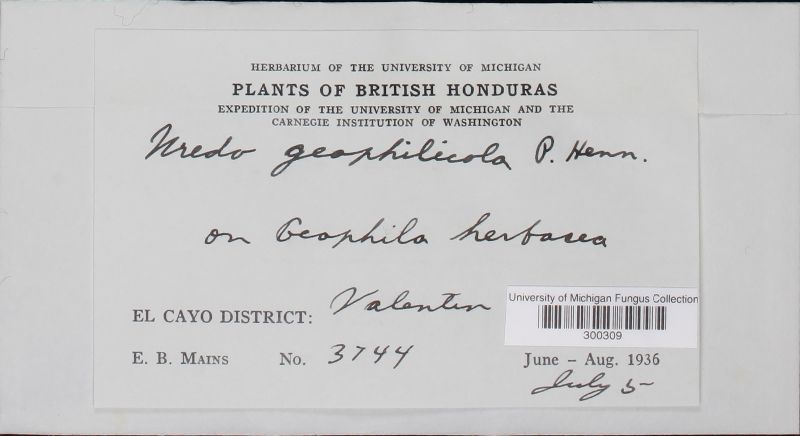 HERBARIUM OF THE UNIVERSITY OF MICHIGAN
PLANTS OF BRITISH HONDURAS
EXPEDITION OF THE UNIVERSITY OF MICHIGAN AND THE
CARNEGIE INSTITUTION OF WASHINGTON
Uredo geophilicola P. Henn.
on Geophila herbacea
EL CAYO DISTRICT: Valentin
University of Michigan Fungus Collection
300309
E. B. MAINS No. 3744 June – Aug. 1936
July 5